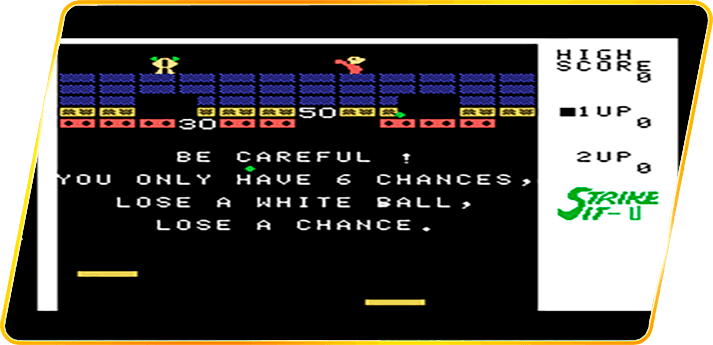 HIGH
SCORE
0
1UP
0
2UP
0
STRIKE
IT-U
50
30
BE CAREFUL !
YOU ONLY HAVE 6 CHANCES,
LOSE A WHITE BALL,
LOSE A CHANCE.